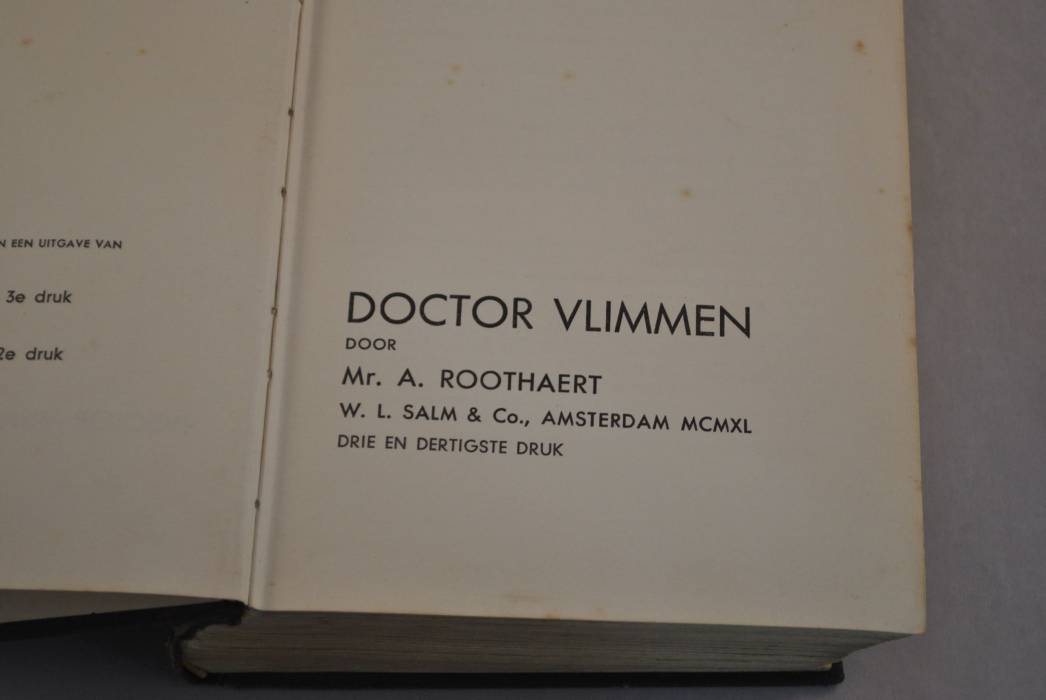 EEN UITGAVE VAN
3e druk
2e druk
DOCTOR VLIMMEN
DOOR
Mr. A. ROOTHAERT
W. L. SALM & Co., AMSTERDAM MCMXL
DRIE EN DERTIGSTE DRUK